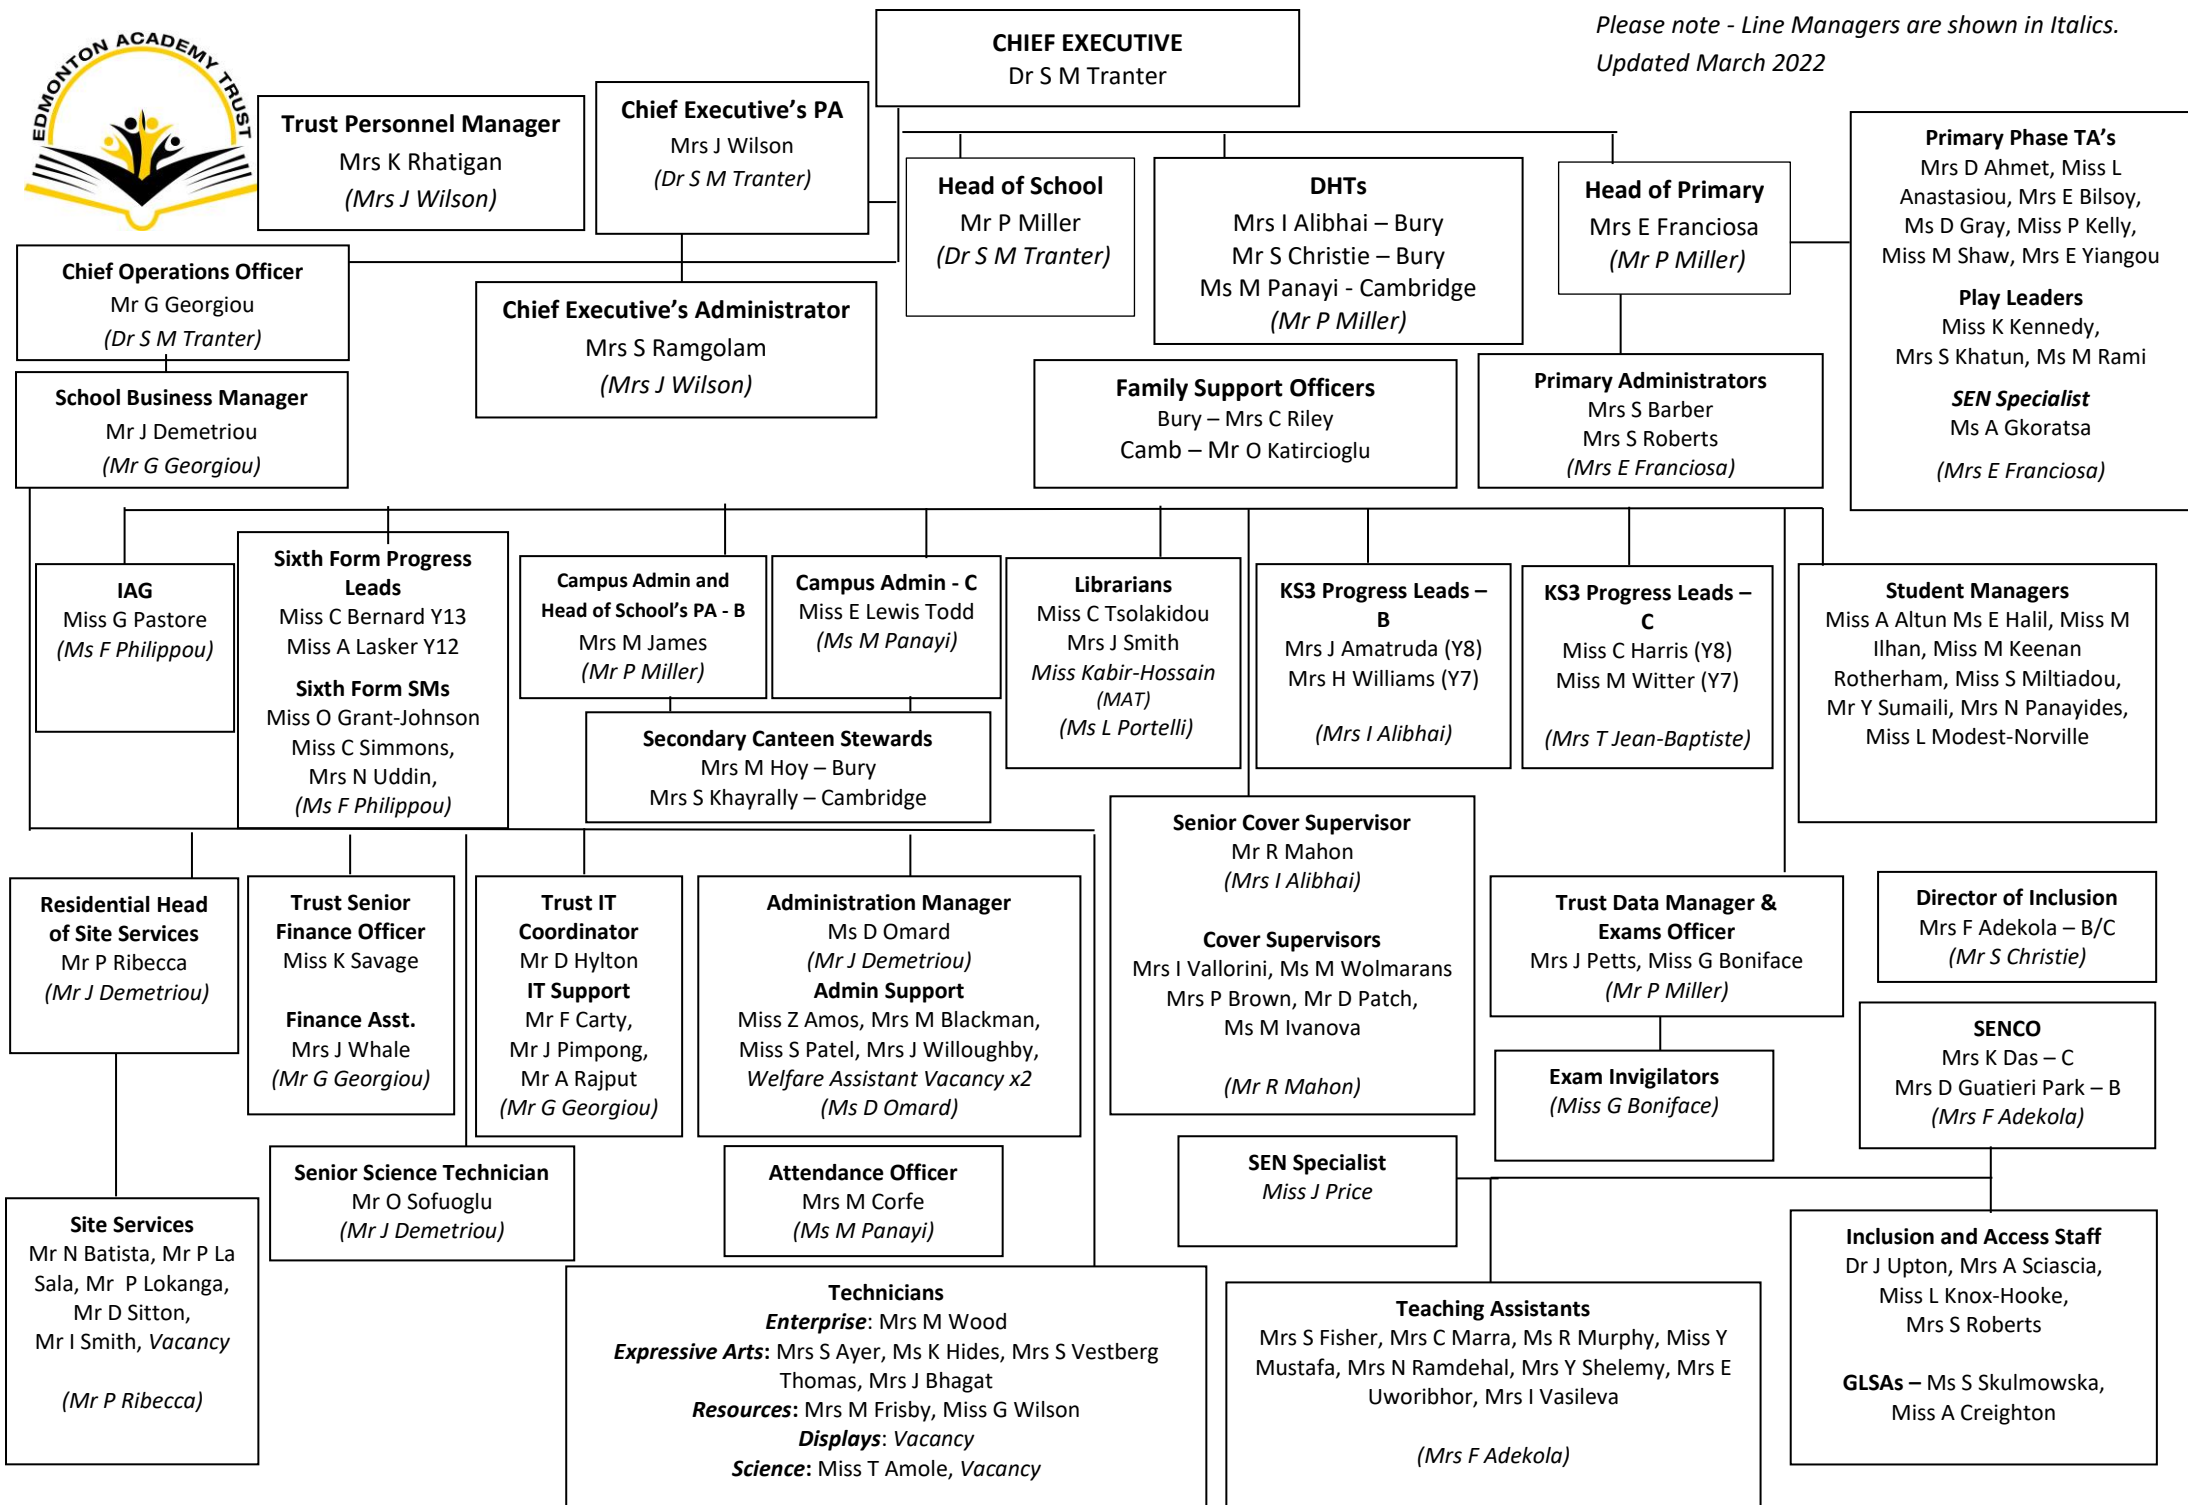 EDMONTON ACADEMY TRUST
CHIEF EXECUTIVE
Dr S M Tranter
Please note - Line Managers are shown in Italics.
Updated March 2022
Trust Personnel Manager
Mrs K Rhatigan
(Mrs J Wilson)
Chief Executive’s PA
Mrs J Wilson
(Dr S M Tranter)
Head of School
Mr P Miller
(Dr S M Tranter)
DHTs
Mrs I Alibhai – Bury
Mr S Christie – Bury
Ms M Panayi - Cambridge
(Mr P Miller)
Head of Primary
Mrs E Franciosa
(Mr P Miller)
Primary Phase TA’s
Mrs D Ahmet, Miss L
Anastasiou, Mrs E Bilsoy,
Ms D Gray, Miss P Kelly,
Miss M Shaw, Mrs E Yiangou
Play Leaders
Miss K Kennedy,
Mrs S Khatun, Ms M Rami
SEN Specialist
Ms A Gkoratsa
(Mrs E Franciosa)
Chief Operations Officer
Mr G Georgiou
(Dr S M Tranter)
Chief Executive’s Administrator
Mrs S Ramgolam
(Mrs J Wilson)
School Business Manager
Mr J Demetriou
(Mr G Georgiou)
Family Support Officers
Bury – Mrs C Riley
Camb – Mr O Katircioglu
Primary Administrators
Mrs S Barber
Mrs S Roberts
(Mrs E Franciosa)
IAG
Miss G Pastore
(Ms F Philippou)
Sixth Form Progress
Leads
Miss C Bernard Y13
Miss A Lasker Y12
Sixth Form SMs
Miss O Grant-Johnson
Miss C Simmons,
Mrs N Uddin,
(Ms F Philippou)
Campus Admin and
Head of School’s PA - B
Mrs M James
(Mr P Miller)
Campus Admin - C
Miss E Lewis Todd
(Ms M Panayi)
Secondary Canteen Stewards
Mrs M Hoy – Bury
Mrs S Khayrally – Cambridge
Librarians
Miss C Tsolakidou
Mrs J Smith
Miss Kabir-Hossain
(MAT)
(Ms L Portelli)
KS3 Progress Leads –
B
Mrs J Amatruda (Y8)
Mrs H Williams (Y7)
(Mrs I Alibhai)
KS3 Progress Leads –
C
Miss C Harris (Y8)
Miss M Witter (Y7)
(Mrs T Jean-Baptiste)
Student Managers
Miss A Altun Ms E Halil, Miss M
Ilhan, Miss M Keenan
Rotherham, Miss S Miltiadou,
Mr Y Sumaili, Mrs N Panayides,
Miss L Modest-Norville
Residential Head
of Site Services
Mr P Ribecca
(Mr J Demetriou)
Trust Senior
Finance Officer
Miss K Savage
Finance Asst.
Mrs J Whale
(Mr G Georgiou)
Trust IT
Coordinator
Mr D Hylton
IT Support
Mr F Carty,
Mr J Pimpong,
Mr A Rajput
(Mr G Georgiou)
Administration Manager
Ms D Omard
(Mr J Demetriou)
Admin Support
Miss Z Amos, Mrs M Blackman,
Miss S Patel, Mrs J Willoughby,
Welfare Assistant Vacancy x2
(Ms D Omard)
Senior Cover Supervisor
Mr R Mahon
(Mrs I Alibhai)
Cover Supervisors
Mrs I Vallorini, Ms M Wolmarans
Mrs P Brown, Mr D Patch,
Ms M Ivanova
(Mr R Mahon)
Trust Data Manager &
Exams Officer
Mrs J Petts, Miss G Boniface
(Mr P Miller)
Exam Invigilators
(Miss G Boniface)
Director of Inclusion
Mrs F Adekola – B/C
(Mr S Christie)
SENCO
Mrs K Das – C
Mrs D Guatieri Park – B
(Mrs F Adekola)
Senior Science Technician
Mr O Sofuoglu
(Mr J Demetriou)
Attendance Officer
Mrs M Corfe
(Ms M Panayi)
SEN Specialist
Miss J Price
Site Services
Mr N Batista, Mr P La
Sala, Mr P Lokanga,
Mr D Sitton,
Mr I Smith, Vacancy
(Mr P Ribecca)
Technicians
Enterprise: Mrs M Wood
Expressive Arts: Mrs S Ayer, Ms K Hides, Mrs S Vestberg
Thomas, Mrs J Bhagat
Resources: Mrs M Frisby, Miss G Wilson
Displays: Vacancy
Science: Miss T Amole, Vacancy
Teaching Assistants
Mrs S Fisher, Mrs C Marra, Ms R Murphy, Miss Y
Mustafa, Mrs N Ramdehal, Mrs Y Shelemy, Mrs E
Uworibhor, Mrs I Vasileva
(Mrs F Adekola)
Inclusion and Access Staff
Dr J Upton, Mrs A Sciascia,
Miss L Knox-Hooke,
Mrs S Roberts
GLSAs – Ms S Skulmowska,
Miss A Creighton